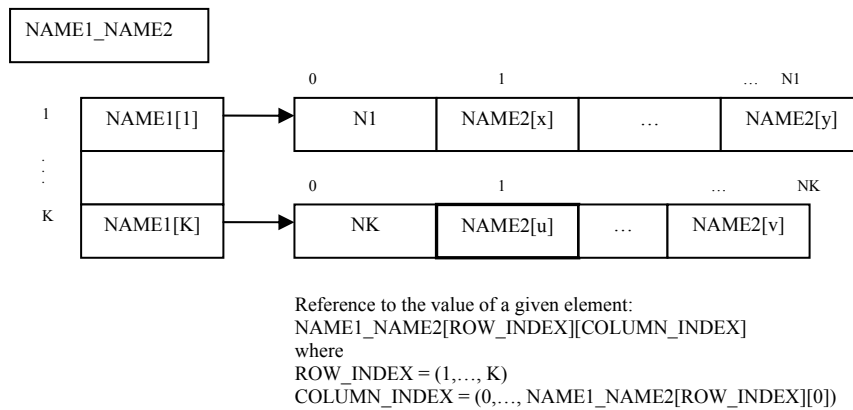 NAME1_NAME2
0 1 … N1
1 NAME1[1] N1 NAME2[x] … NAME2[y]
. . .
0 1 … NK
K NAME1[K] NK NAME2[u] … NAME2[v]
Reference to the value of a given element:
NAME1_NAME2[ROW_INDEX][COLUMN_INDEX]
where
ROW_INDEX = (1,…, K)
COLUMN_INDEX = (0,…, NAME1_NAME2[ROW_INDEX][0])